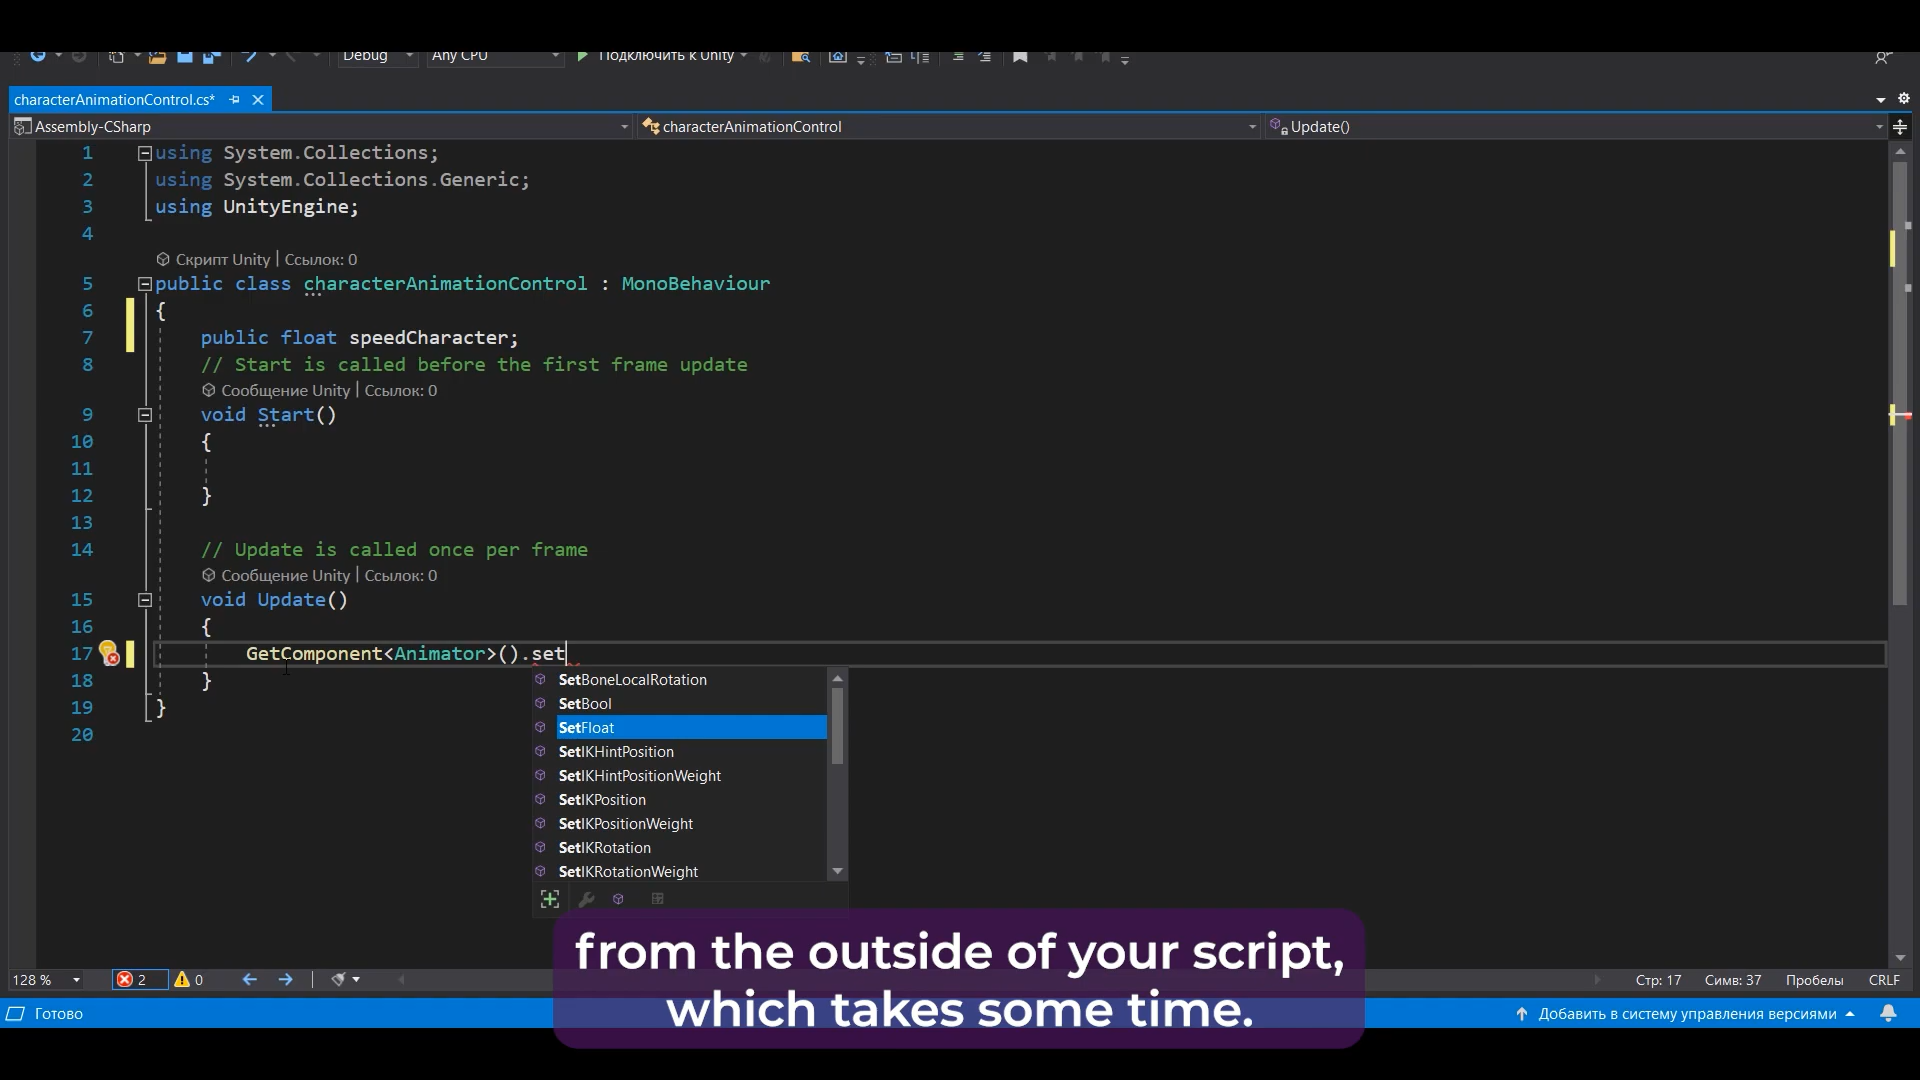 Debug
Any CPU
Подключить к Unity
characterAnimationControl.cs*
Assembly-CSharp
characterAnimationControl
Update()
1 using System.Collections;
2 using System.Collections.Generic;
3 using UnityEngine;
4
Скрипт Unity | Ссылок: 0
5 public class characterAnimationControl : MonoBehaviour
6 {
7 public float speedCharacter;
8 // Start is called before the first frame update
Сообщение Unity | Ссылок: 0
9 void Start()
10 {
11
12 }
13
14 // Update is called once per frame
Сообщение Unity | Ссылок: 0
15 void Update()
16 {
17 GetComponent<Animator>().set
18 }
19 }
20
SetBoneLocalRotation
SetBool
SetFloat
SetIKHintPosition
SetIKHintPositionWeight
SetIKPosition
SetIKPositionWeight
SetIKRotation
SetIKRotationWeight
from the outside of your script,
which takes some time.
128 %
2
0
Стр: 17
Симв: 37
Пробелы
CRLF
Готово
Добавить в систему управления версиями